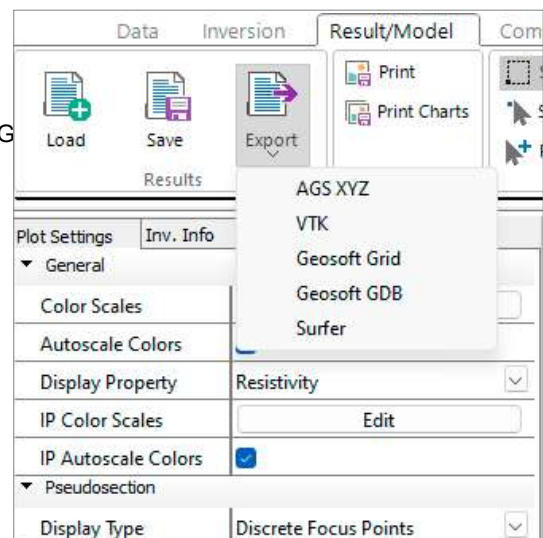 Data Inversion Result/Model Com
G
Load Save Export
Print
Print Charts
Results
AGS XYZ
VTK
Geosoft Grid
Geosoft GDB
Surfer
Plot Settings Inv. Info
General
Color Scales
Autoscale Colors
Display Property Resistivity
IP Color Scales Edit
IP Autoscale Colors
Pseudosection
Display Type Discrete Focus Points